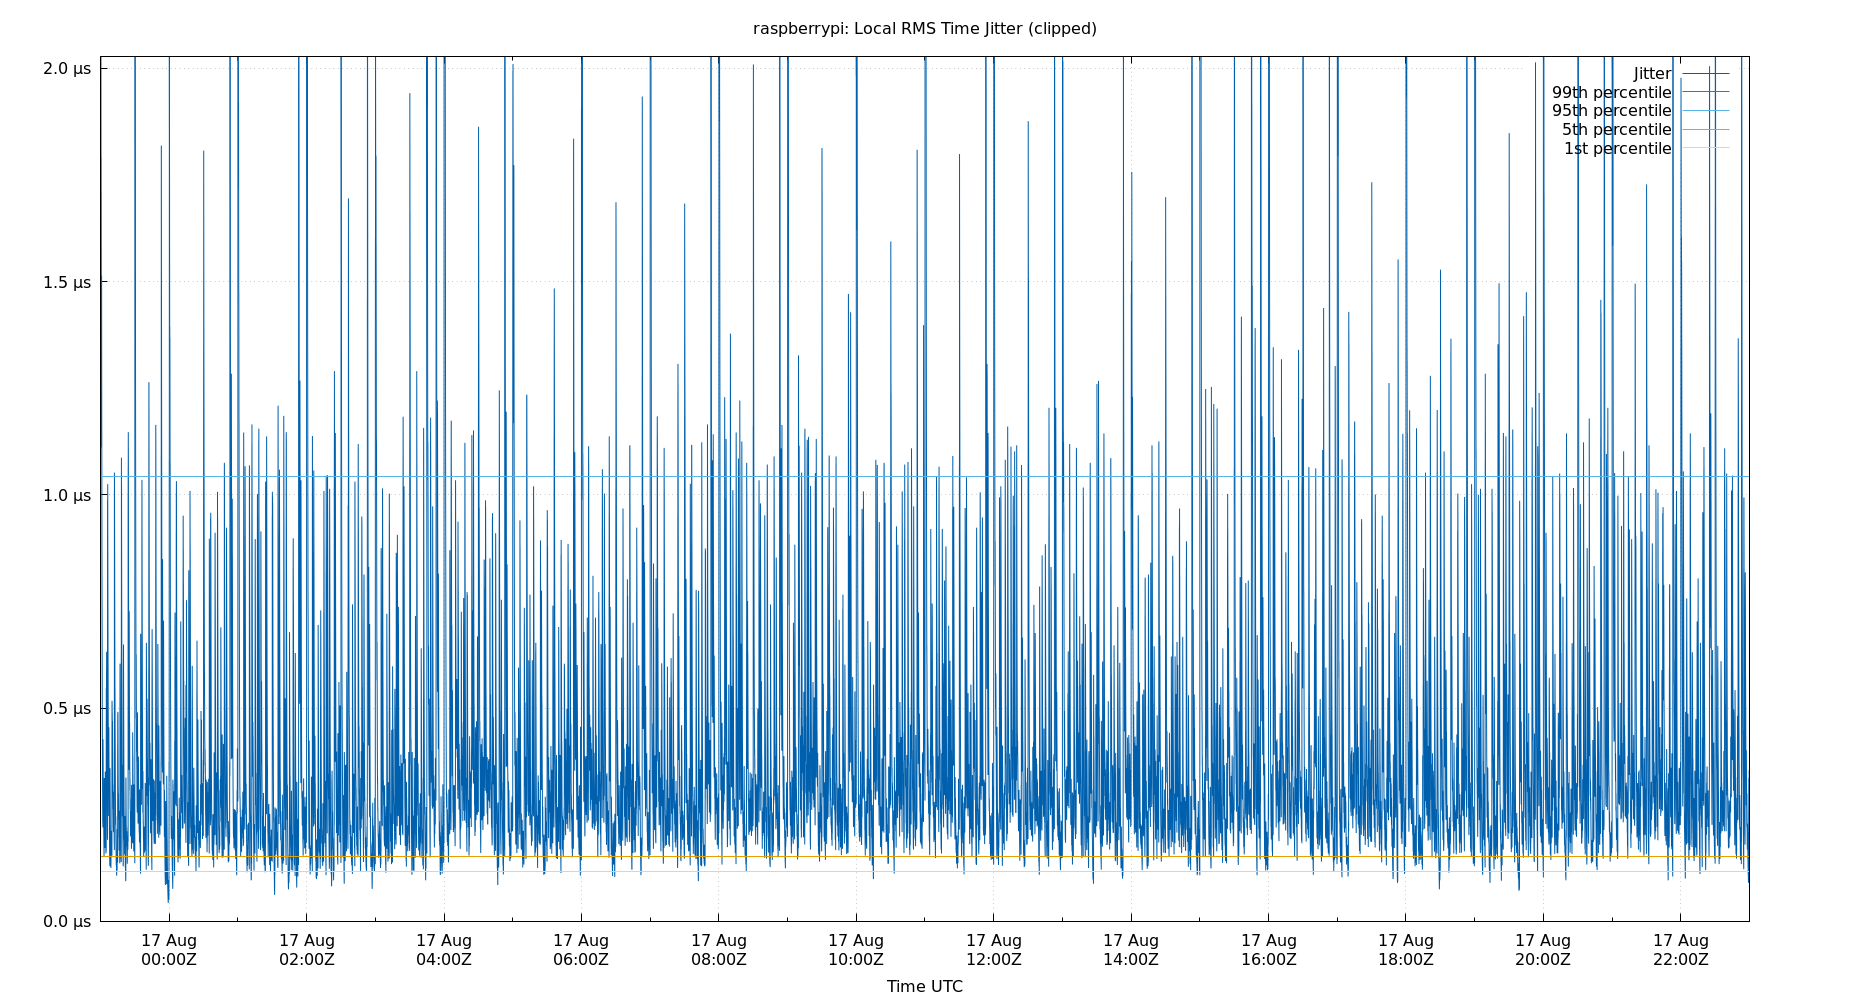 raspberrypi: Local RMS Time Jitter (clipped)
2.0 µs
1.5 µs
1.0 µs
0.5 µs
0.0 µs
Jitter
99th percentile
95th percentile
5th percentile
1st percentile
17 Aug 17 Aug 17 Aug 17 Aug 17 Aug 17 Aug 17 Aug 17 Aug 17 Aug 17 Aug 17 Aug 17 Aug
00:00Z 02:00Z 04:00Z 06:00Z 08:00Z 10:00Z 12:00Z 14:00Z 16:00Z 18:00Z 20:00Z 22:00Z
Time UTC